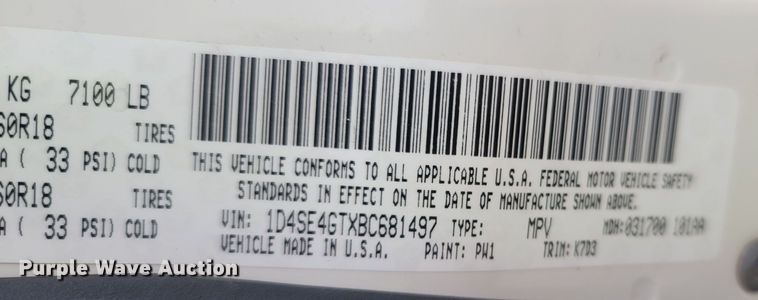 KG 7100 LB
50R18 TIRES
A ( 33 PSI) COLD
50R18 TIRES
A ( 33 PSI) COLD
THIS VEHICLE CONFORMS TO ALL APPLICABLE U.S.A. FEDERAL MOTOR VEHICLE SAFETY
STANDARDS IN EFFECT ON THE DATE OF MANUFACTURE SHOWN ABOVE.
VIN: 1D4SE4GTXBC681497 TYPE: MPV MDH: 031700 101AA
VEHICLE MADE IN U.S.A. PAINT: PW1 TRIM: K7D3
Purple Wave Auction